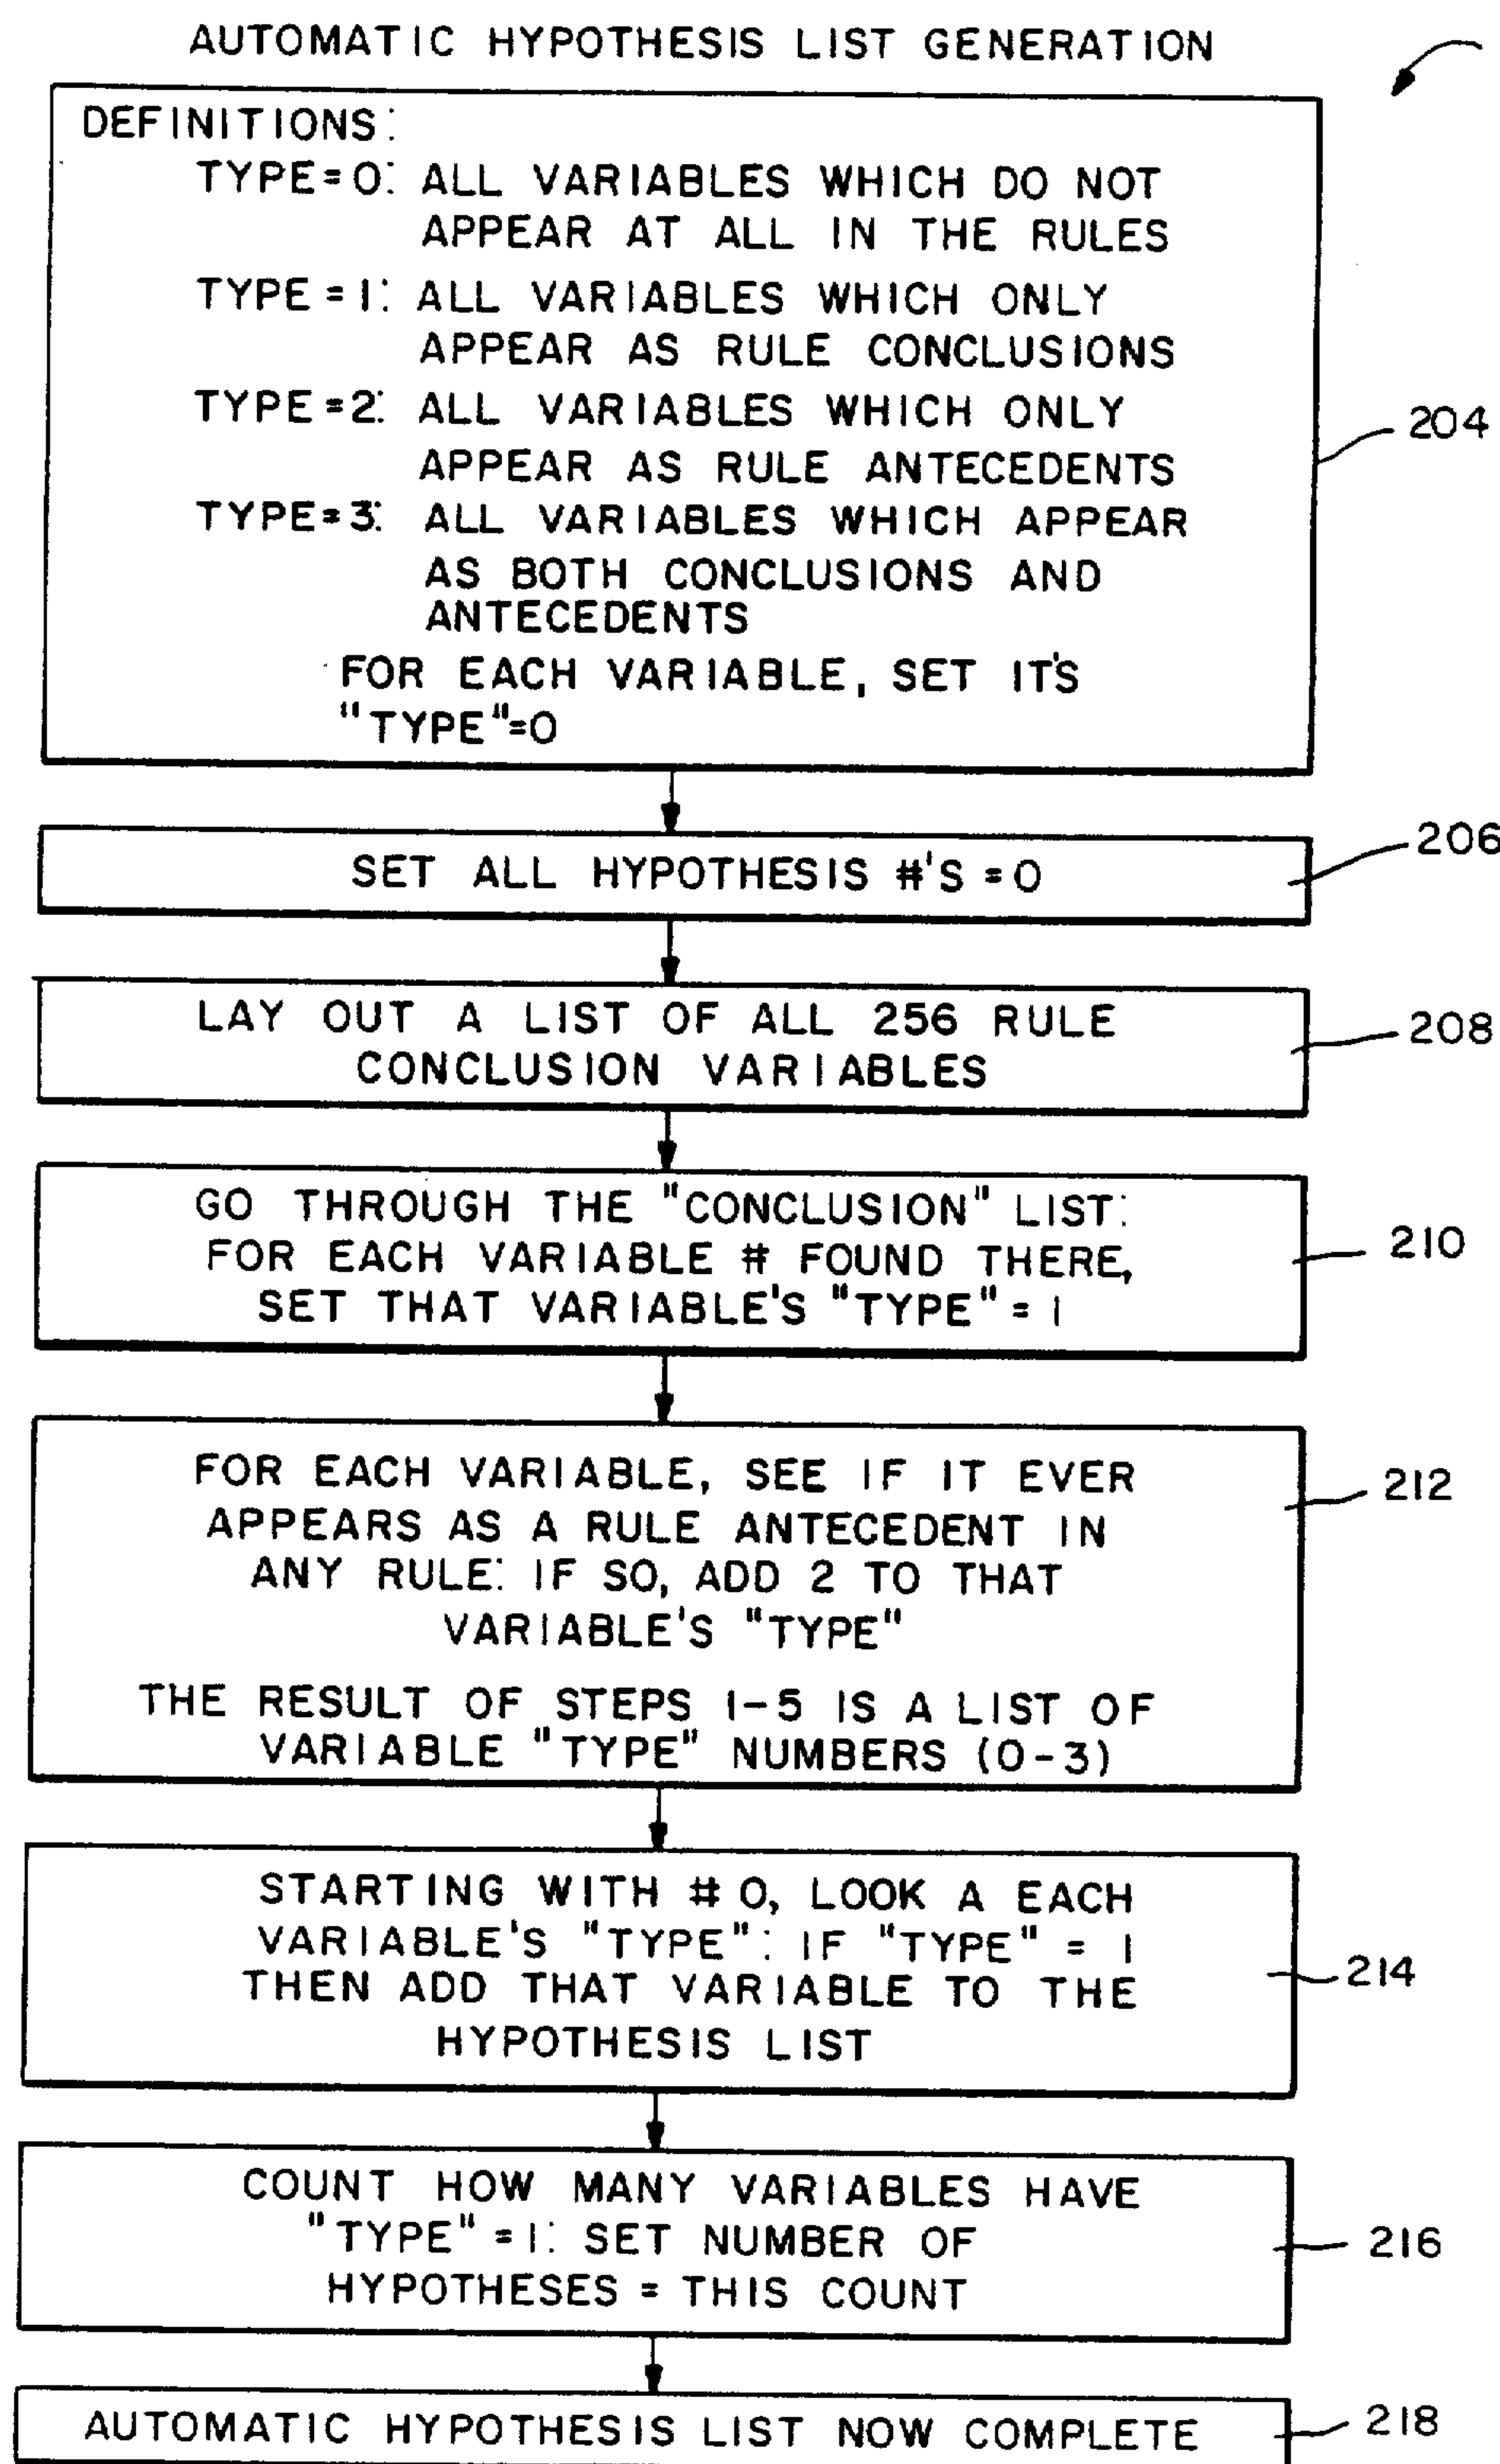 AUTOMATIC HYPOTHESIS LIST GENERATION
DEFINITIONS:
TYPE=0: ALL VARIABLES WHICH DO NOT
APPEAR AT ALL IN THE RULES
TYPE=1: ALL VARIABLES WHICH ONLY
APPEAR AS RULE CONCLUSIONS
TYPE=2: ALL VARIABLES WHICH ONLY
APPEAR AS RULE ANTECEDENTS
TYPE=3: ALL VARIABLES WHICH APPEAR
AS BOTH CONCLUSIONS AND
ANTECEDENTS
FOR EACH VARIABLE, SET IT'S
"TYPE"=0
204
SET ALL HYPOTHESIS #'S = 0
206
LAY OUT A LIST OF ALL 256 RULE
CONCLUSION VARIABLES
208
GO THROUGH THE "CONCLUSION" LIST:
FOR EACH VARIABLE # FOUND THERE,
SET THAT VARIABLE'S "TYPE" = 1
210
FOR EACH VARIABLE, SEE IF IT EVER
APPEARS AS A RULE ANTECEDENT IN
ANY RULE: IF SO, ADD 2 TO THAT
VARIABLE'S "TYPE"
THE RESULT OF STEPS 1-5 IS A LIST OF
VARIABLE "TYPE" NUMBERS (0-3)
212
STARTING WITH # 0, LOOK A EACH
VARIABLE'S "TYPE": IF "TYPE" = 1
THEN ADD THAT VARIABLE TO THE
HYPOTHESIS LIST
214
COUNT HOW MANY VARIABLES HAVE
"TYPE" = 1: SET NUMBER OF
HYPOTHESES = THIS COUNT
216
AUTOMATIC HYPOTHESIS LIST NOW COMPLETE
218